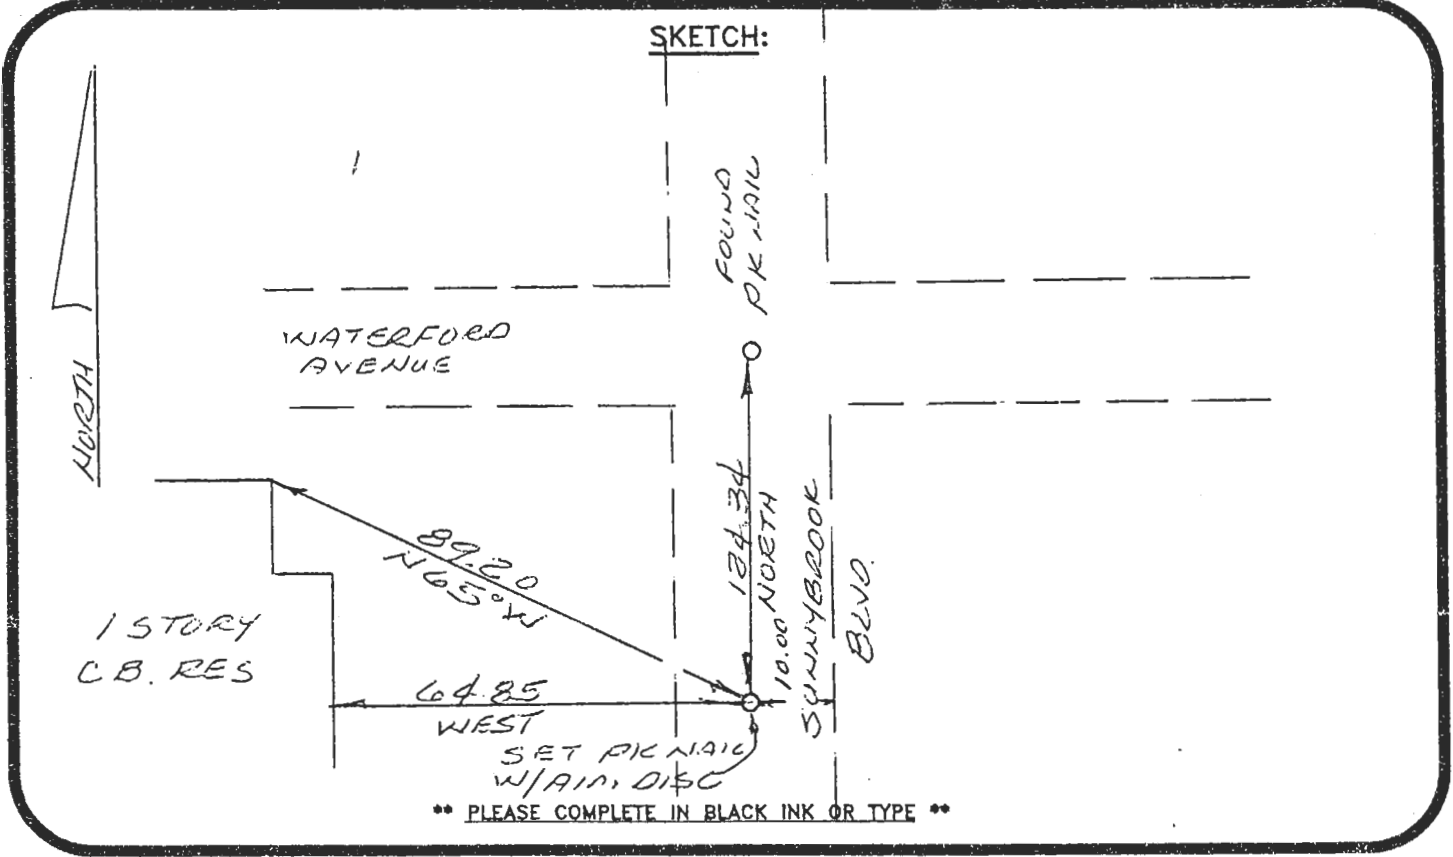 SKETCH:
FOUND
PK NAIL
WATERFORD
AVENUE
NORTH
124.34
NORTH
10.00
SUNNYBROOK
BLVD.
89.20
N65°W
1 STORY
C.B. RES
64.85
WEST
SET PK NAIL
W/ DISC
** PLEASE COMPLETE IN BLACK INK OR TYPE **